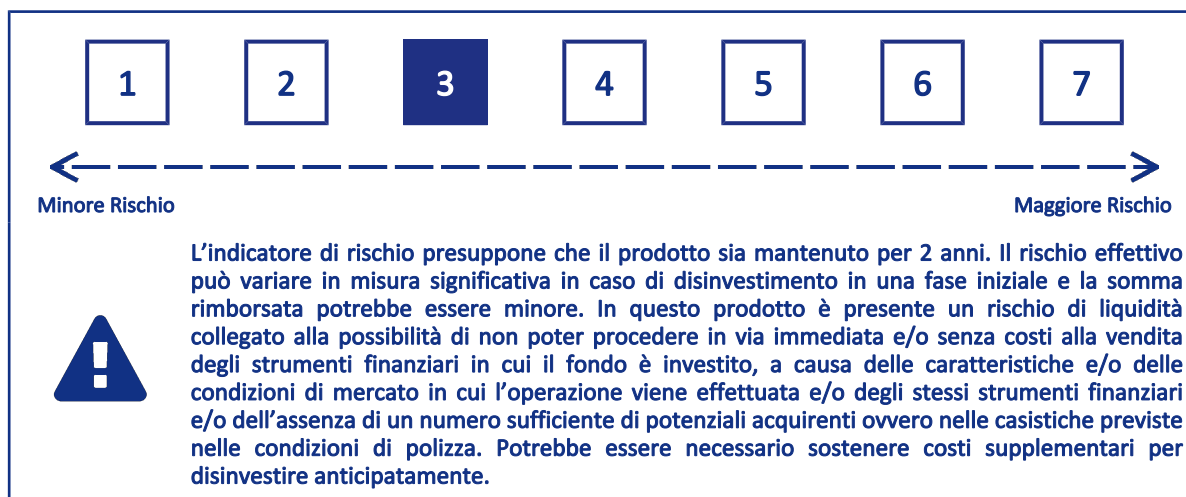 1 2 3 4 5 6 7
Minore Rischio Maggiore Rischio
L'indicatore di rischio presuppone che il prodotto sia mantenuto per 2 anni. Il rischio effettivo
può variare in misura significativa in caso di disinvestimento in una fase iniziale e la somma
rimborsata potrebbe essere minore. In questo prodotto è presente un rischio di liquidità
collegato alla possibilità di non poter procedere in via immediata e/o senza costi alla vendita
degli strumenti finanziari in cui il fondo è investito, a causa delle caratteristiche e/o delle
condizioni di mercato in cui l'operazione viene effettuata e/o degli stessi strumenti finanziari
e/o dell'assenza di un numero sufficiente di potenziali acquirenti ovvero nelle casistiche previste
nelle condizioni di polizza. Potrebbe essere necessario sostenere costi supplementari per
disinvestire anticipatamente.